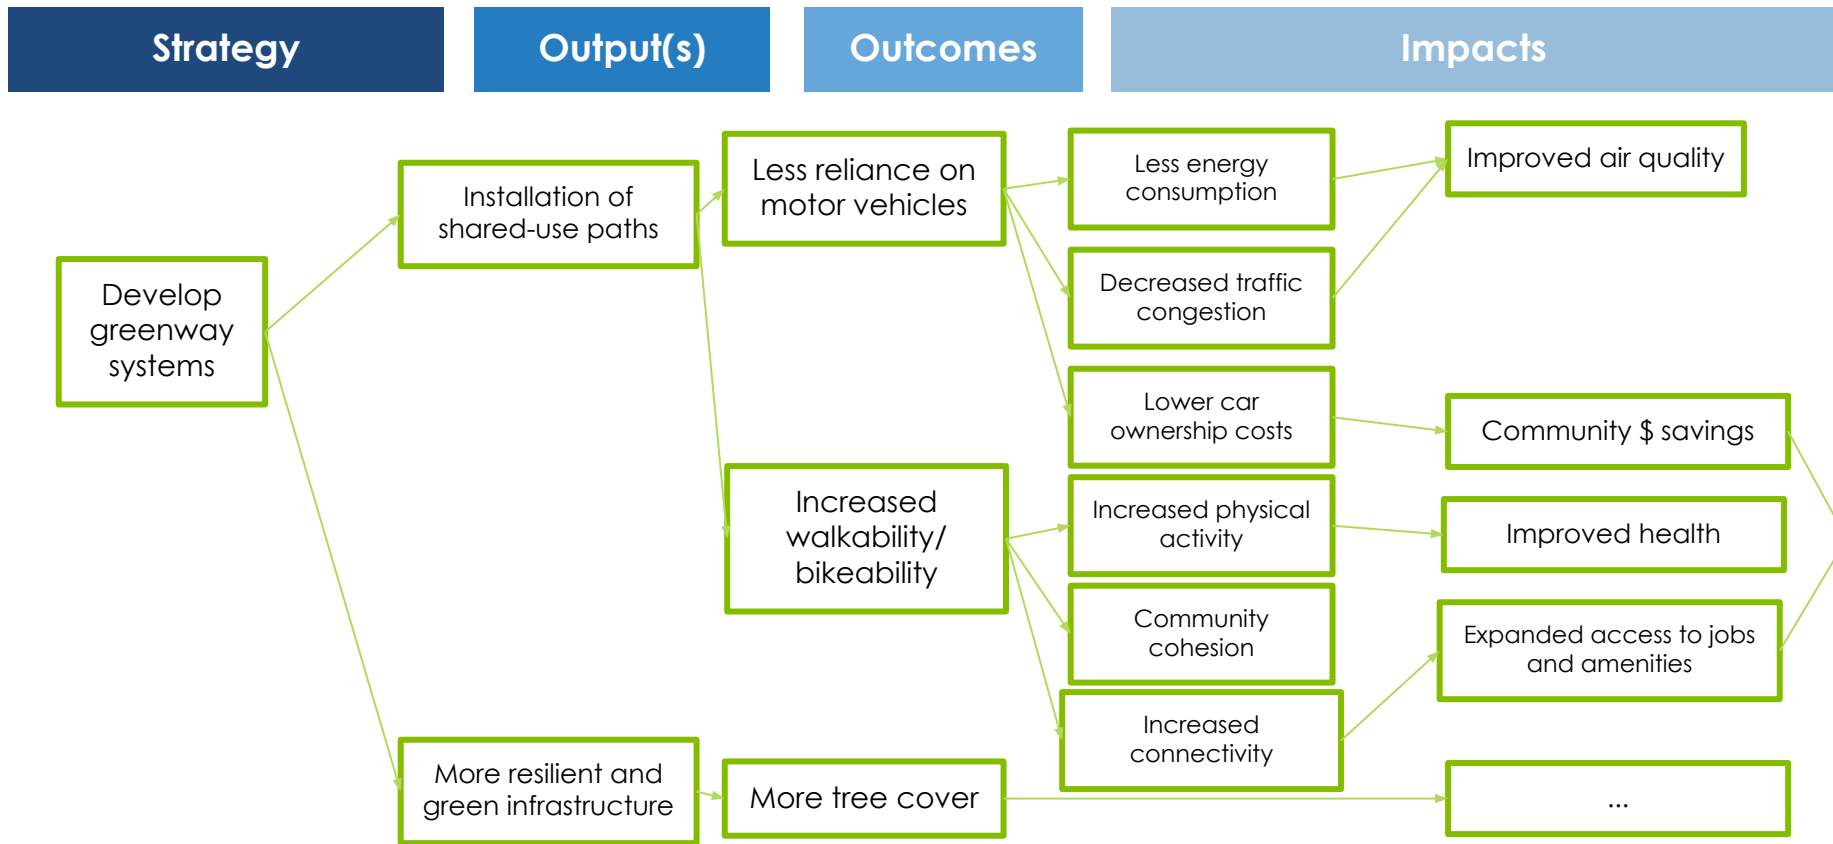 Strategy
Output(s)
Outcomes
Impacts
Develop
greenway
systems
Installation of
shared-use paths
More resilient and
green infrastructure
Less reliance on
motor vehicles
Increased
walkability/
bikeability
More tree cover
Less energy
consumption
Decreased traffic
congestion
Lower car
ownership costs
Increased physical
activity
Community
cohesion
Increased
connectivity
Improved air quality
Community $ savings
Improved health
Expanded access to jobs
and amenities
...